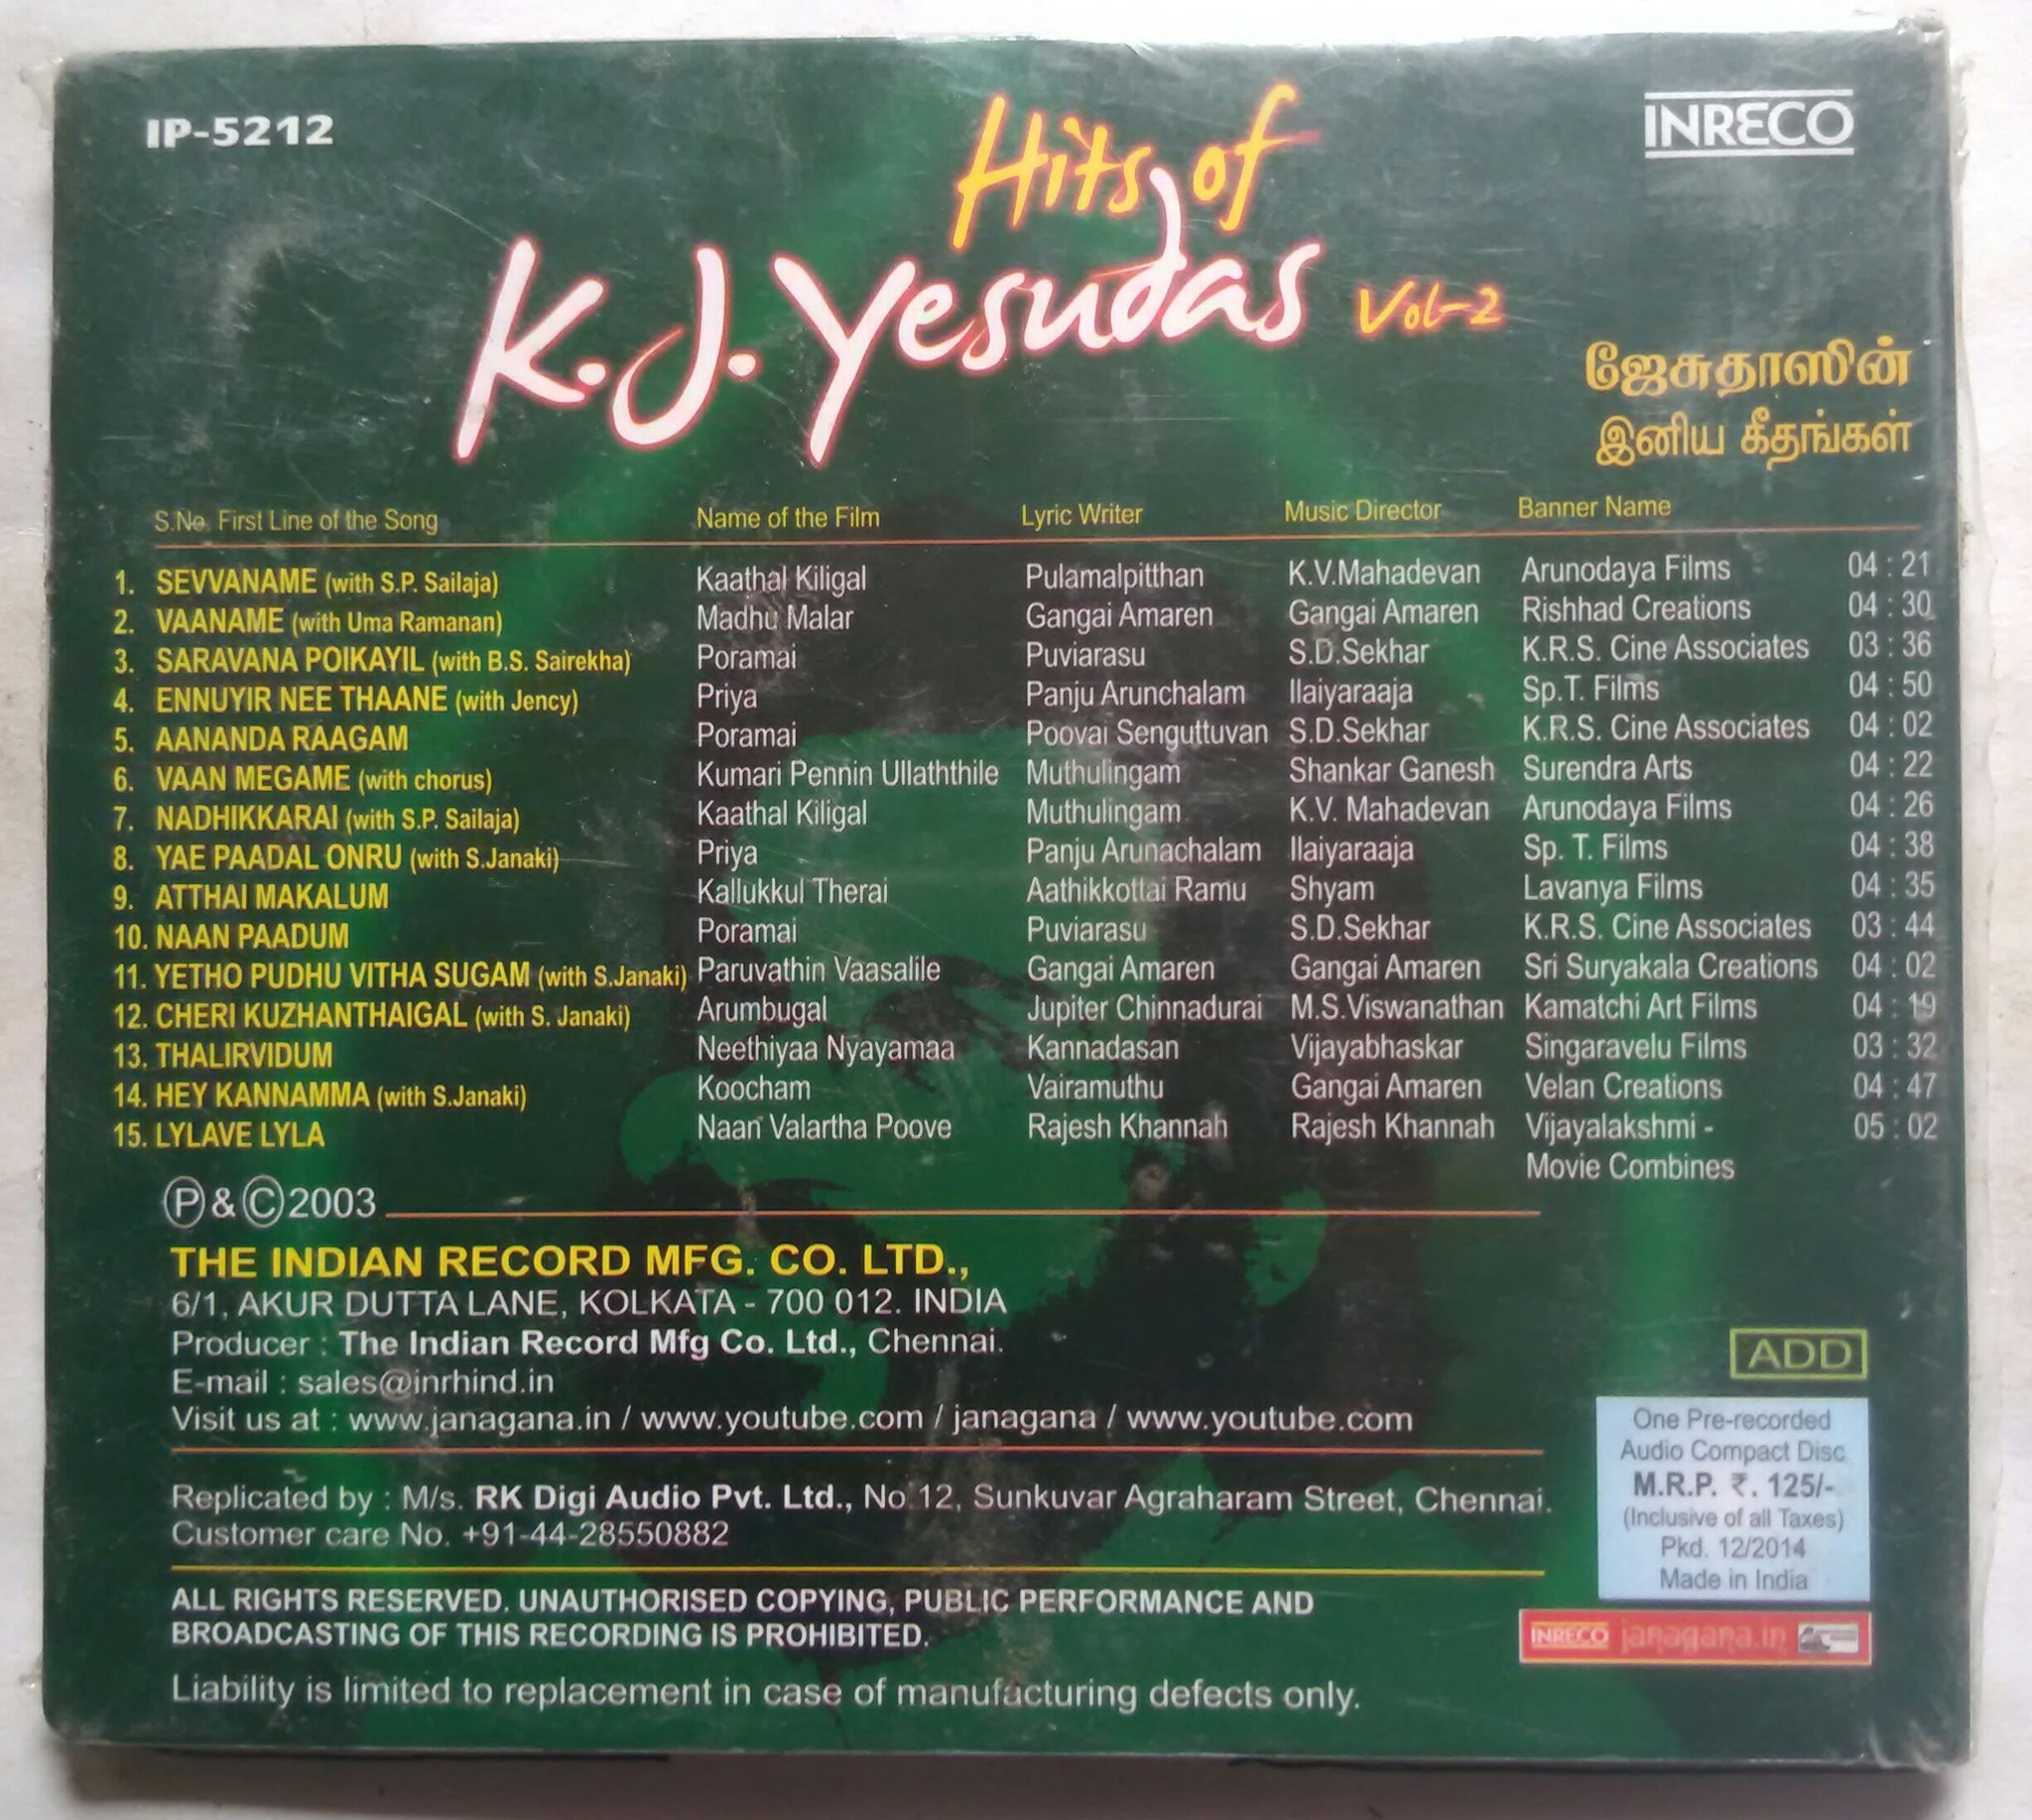 IP-5212
INRECO
Hits of
K.J. Yesudas Vol-2
ஜேசுதாஸின்
இனிய கீதங்கள்
S.No. First Line of the Song Name of the Film Lyric Writer Music Director Banner Name
1. SEVVANAME (with S.P. Sailaja) Kaathal Kiligal Pulamalpitthan K.V.Mahadevan Arunodaya Films 04 : 21
2. VAANAME (with Uma Ramanan) Madhu Malar Gangai Amaren Gangai Amaren Rishhad Creations 04 : 30
3. SARAVANA POIKAYIL (with B.S. Sairekha) Poramai Puviarasu S.D.Sekhar K.R.S. Cine Associates 03 : 36
4. ENNUYIR NEE THAANE (with Jency) Priya Panju Arunchalam Ilaiyaraaja Sp.T. Films 04 : 50
5. AANANDA RAAGAM Poramai Poovai Senguttuvan S.D.Sekhar K.R.S. Cine Associates 04 : 02
6. VAAN MEGAME (with chorus) Kumari Pennin Ullaththile Muthulingam Shankar Ganesh Surendra Arts 04 : 22
7. NADHIKKARAI (with S.P. Sailaja) Kaathal Kiligal Muthulingam K.V. Mahadevan Arunodaya Films 04 : 26
8. YAE PAADAL ONRU (with S.Janaki) Priya Panju Arunachalam Ilaiyaraaja Sp. T. Films 04 : 38
9. ATTHAI MAKALUM Kallukkul Therai Aathikkottai Ramu Shyam Lavanya Films 04 : 35
10. NAAN PAADUM Poramai Puviarasu S.D.Sekhar K.R.S. Cine Associates 03 : 44
11. YETHO PUDHU VITHA SUGAM (with S.Janaki) Paruvathin Vaasalile Gangai Amaren Gangai Amaren Sri Suryakala Creations 04 : 02
12. CHERI KUZHANTHAIGAL (with S. Janaki) Arumbugal Jupiter Chinnadurai M.S.Viswanathan Kamatchi Art Films 04 : 19
13. THALIRVIDUM Neethiyaa Nyayamaa Kannadasan Vijayabhaskar Singaravelu Films 03 : 32
14. HEY KANNAMMA (with S.Janaki) Koocham Vairamuthu Gangai Amaren Velan Creations 04 : 47
15. LYLAVE LYLA Naan Valartha Poove Rajesh Khannah Rajesh Khannah Vijayalakshmi - 05 : 02
Movie Combines
Ⓟ & Ⓒ 2003
THE INDIAN RECORD MFG. CO. LTD.,
6/1, AKUR DUTTA LANE, KOLKATA - 700 012. INDIA
Producer : The Indian Record Mfg Co. Ltd., Chennai.
E-mail : sales@inrhind.in
Visit us at : www.janagana.in / www.youtube.com / janagana / www.youtube.com
Replicated by : M/s. RK Digi Audio Pvt. Ltd., No 12, Sunkuvar Agraharam Street, Chennai.
Customer care No. +91-44-28550882
ALL RIGHTS RESERVED. UNAUTHORISED COPYING, PUBLIC PERFORMANCE AND
BROADCASTING OF THIS RECORDING IS PROHIBITED.
Liability is limited to replacement in case of manufacturing defects only.
ADD
One Pre-recorded
Audio Compact Disc
M.R.P. ₹. 125/-
(Inclusive of all Taxes)
Pkd. 12/2014
Made in India
INRECO janagana.in